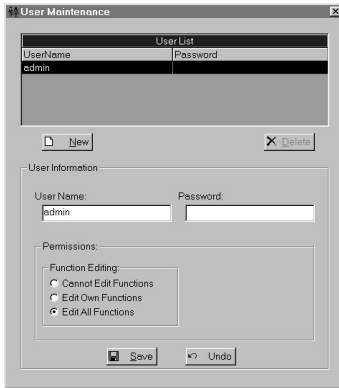 User Maintenance
User List
UserName Password
admin
New Delete
User Information
User Name: Password:
admin
Permissions:
Function Editing:
Cannot Edit Functions
Edit Own Functions
Edit All Functions
Save Undo